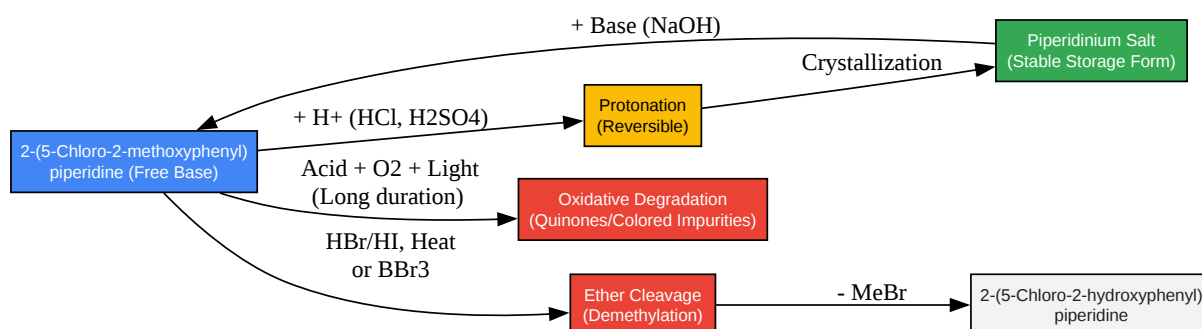 + Base (NaOH)
Piperidinium Salt
(Stable Storage Form)
Crystallization
Protonation
(Reversible)
+ H+ (HCl, H2SO4)
2-(5-Chloro-2-methoxyphenyl)
piperidine (Free Base)
Acid + O2 + Light
(Long duration)
Oxidative Degradation
(Quinones/Colored Impurities)
HBr/HI, Heat
or BBr3
Ether Cleavage
(Demethylation)
- MeBr
2-(5-Chloro-2-hydroxyphenyl)
piperidine